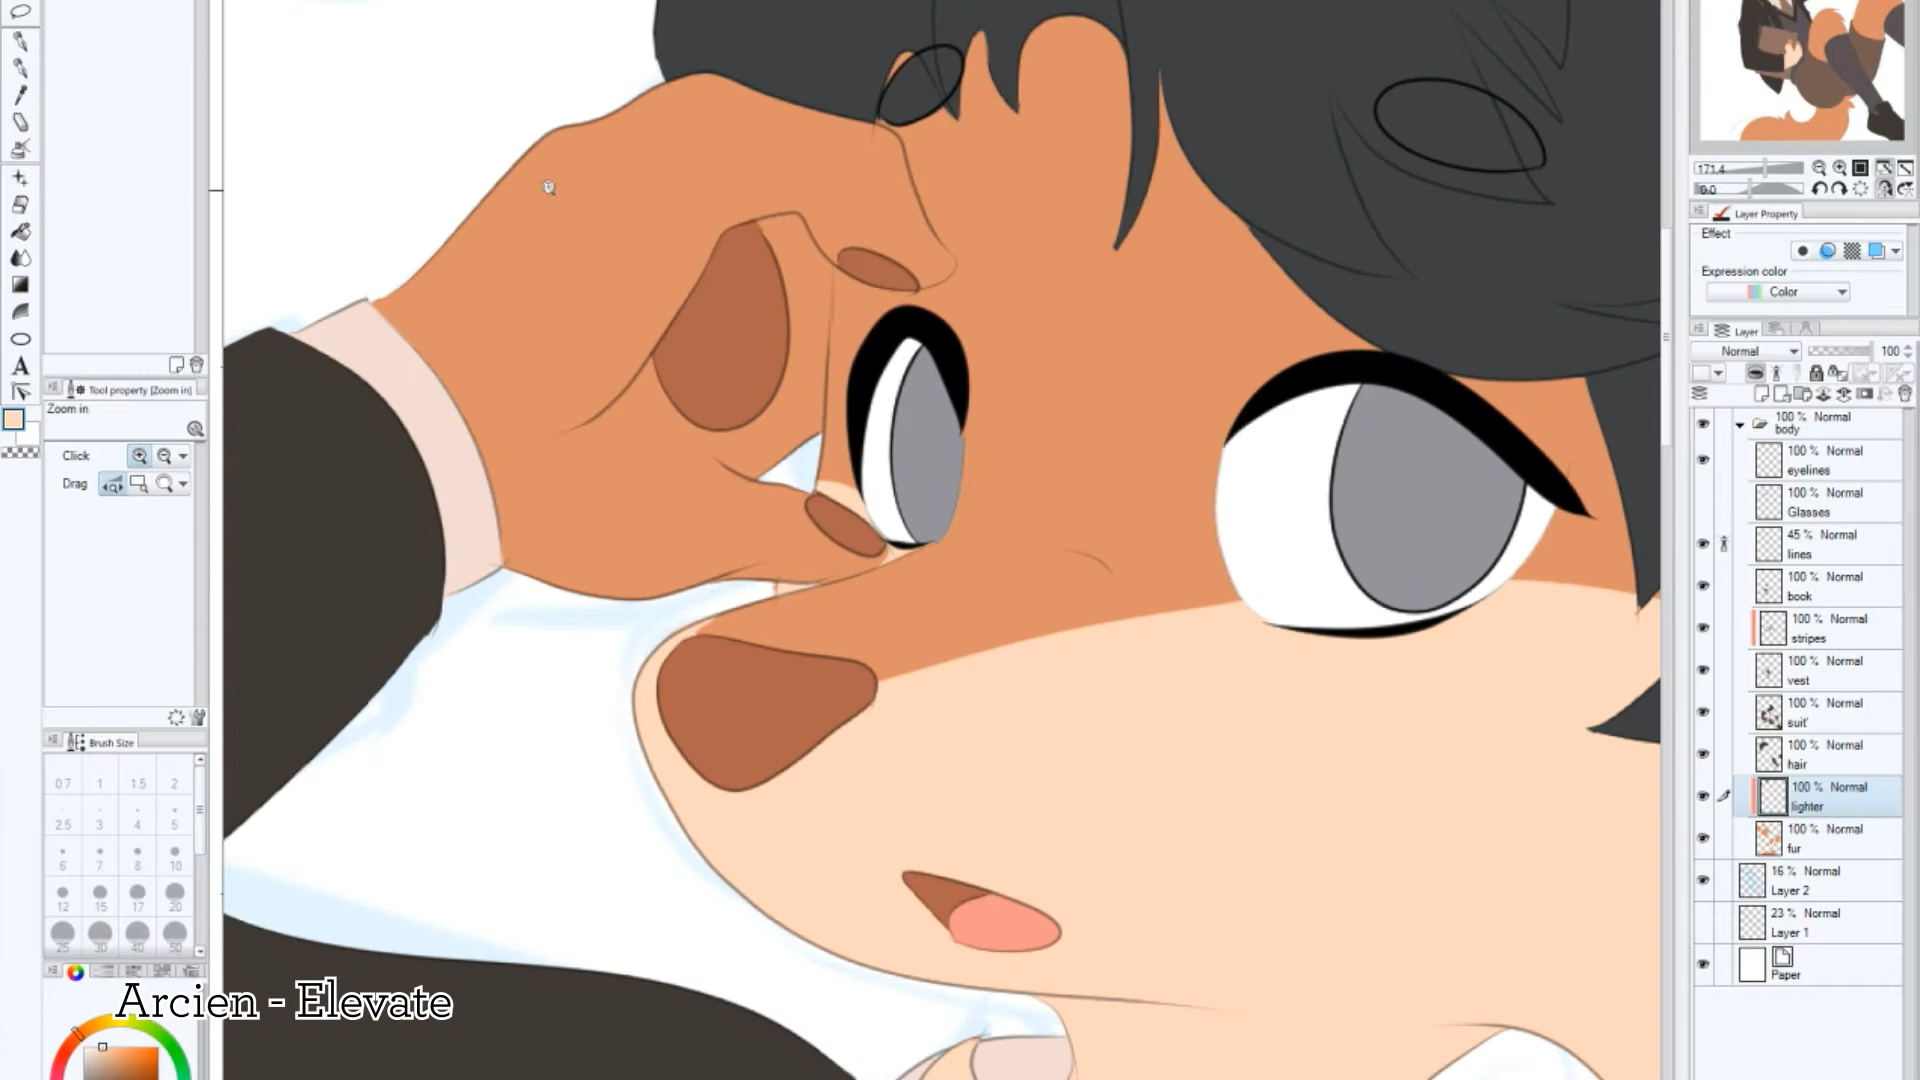 171.4
0.0
Layer Property
Effect
Expression color
Color
Layer
Normal
100
100 % Normal
body
100 % Normal
eyelines
100 % Normal
Glasses
45 % Normal
lines
100 % Normal
book
100 % Normal
stripes
100 % Normal
vest
100 % Normal
suit'
100 % Normal
hair
100 % Normal
lighter
100 % Normal
fur
16 % Normal
Layer 2
23 % Normal
Layer 1
Paper
A
Tool property [Zoom in]
Zoom in
Click
Drag
Brush Size
0.7 1 1.5 2
2.5 3 4 5
6 7 8 10
12 15 17 20
25 30 40 50
Arcien - Elevate